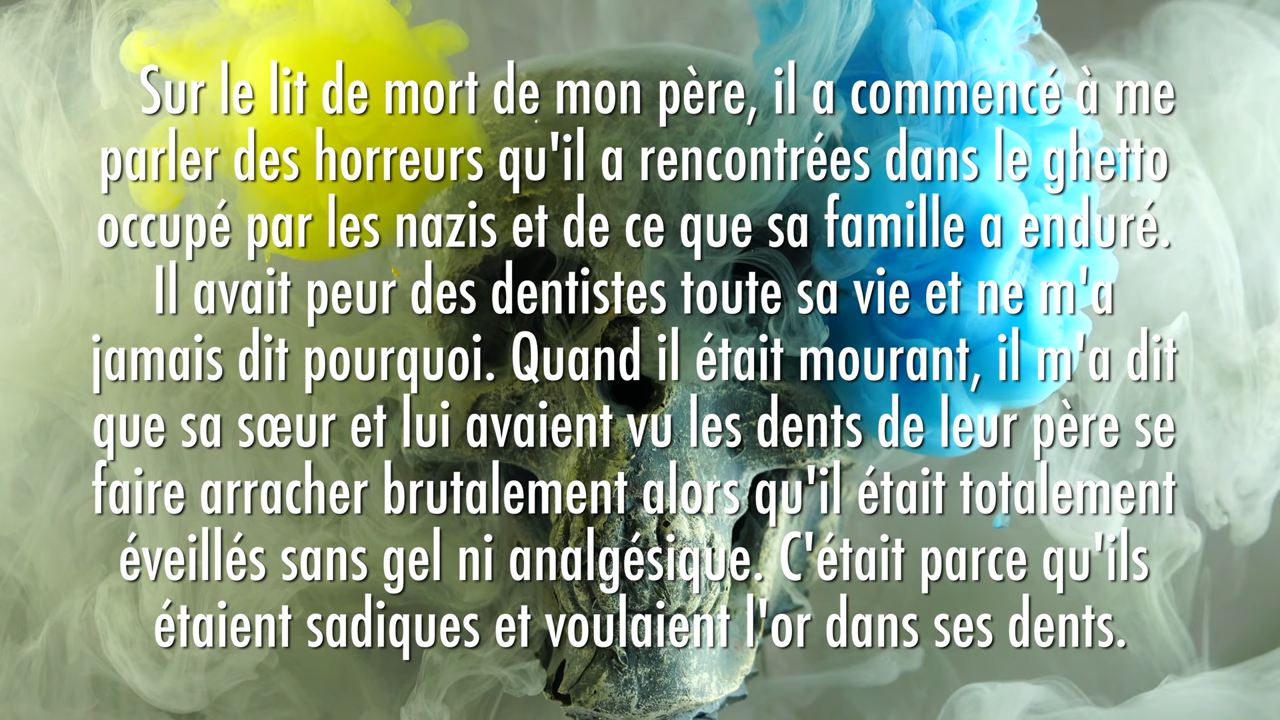 Sur le lit de mort de mon père, il a commencé à me
parler des horreurs qu'il a rencontrées dans le ghetto
occupé par les nazis et de ce que sa famille a enduré.
Il avait peur des dentistes toute sa vie et ne m'a
jamais dit pourquoi. Quand il était mourant, il m'a dit
que sa sœur et lui avaient vu les dents de leur père se
faire arracher brutalement alors qu'il était totalement
éveillés sans gel ni analgésique. C'était parce qu'ils
étaient sadiques et voulaient l'or dans ses dents.